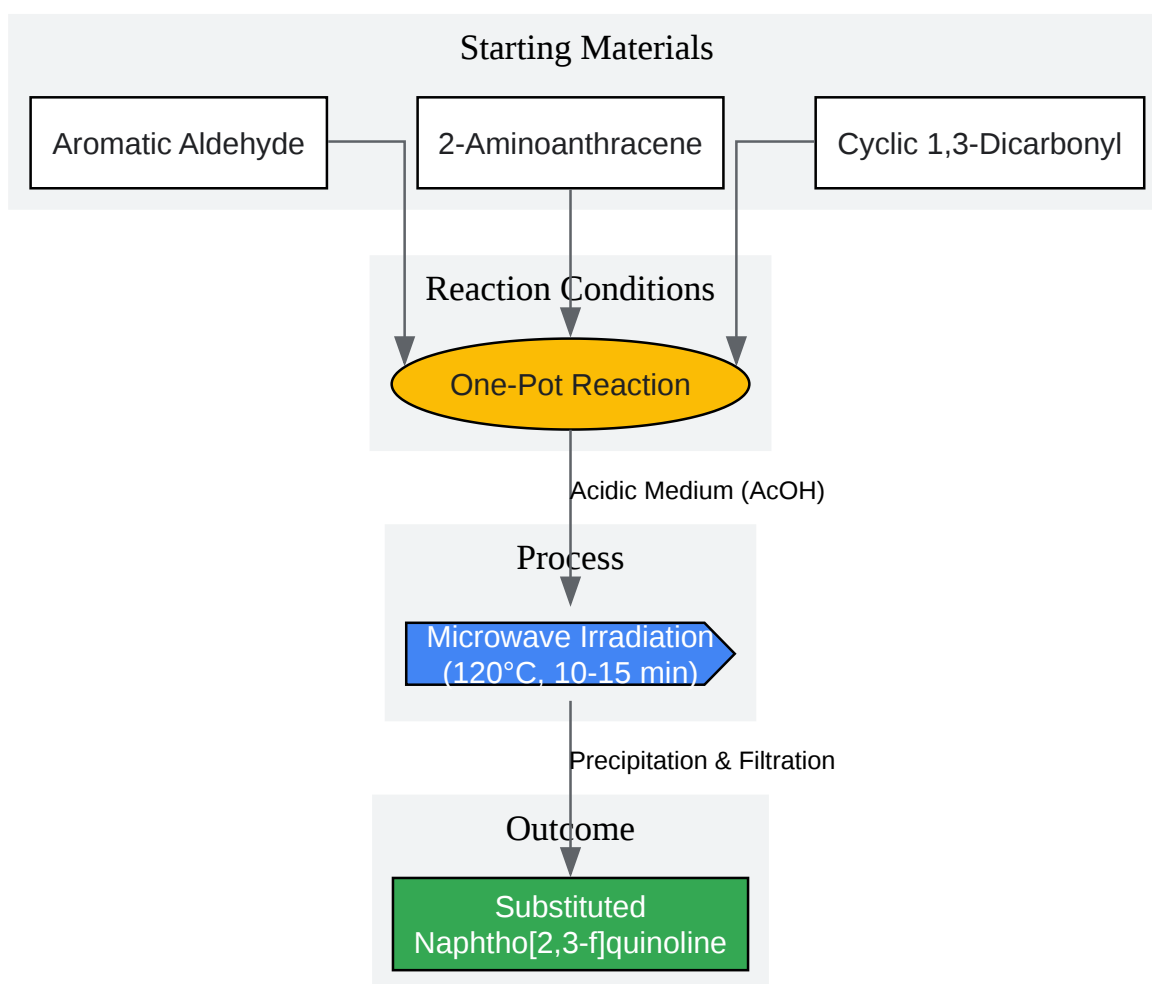 Starting Materials
Aromatic Aldehyde
2-Aminoanthracene
Cyclic 1,3-Dicarbonyl
Reaction Conditions
One-Pot Reaction
Acidic Medium (AcOH)
Process
Microwave Irradiation
(120°C, 10-15 min)
Precipitation & Filtration
Outcome
Substituted
Naphtho[2,3-f]quinoline